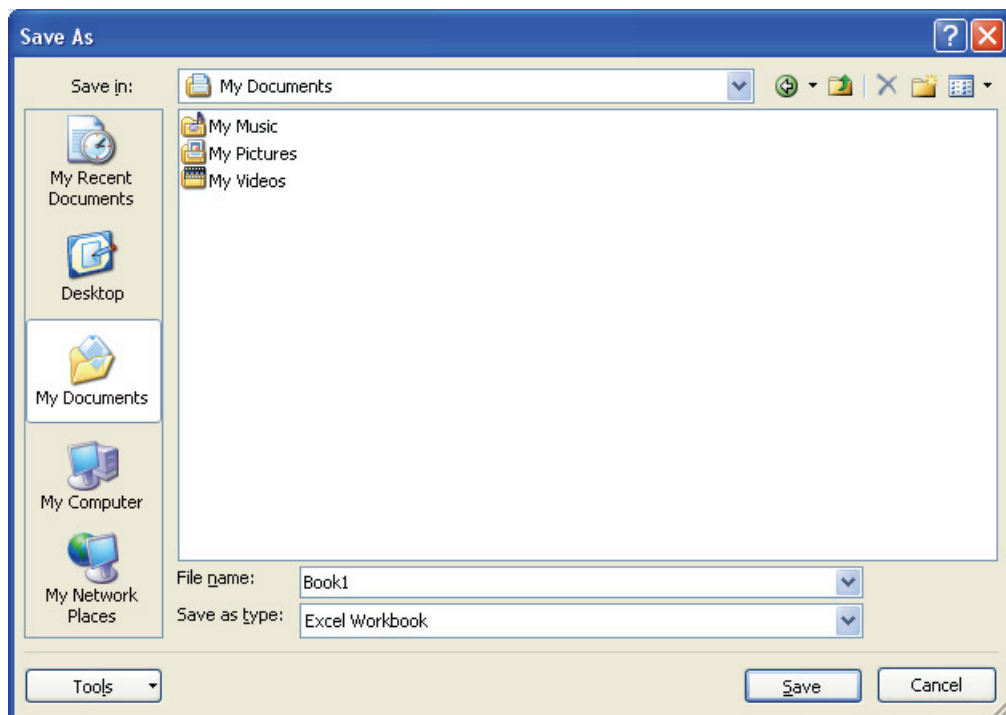 Save As
?
Save in:
My Documents
My Music
My Pictures
My Videos
My Recent
Documents
Desktop
My Documents
My Computer
My Network
Places
File name:
Book1
Save as type:
Excel Workbook
Tools
Save
Cancel